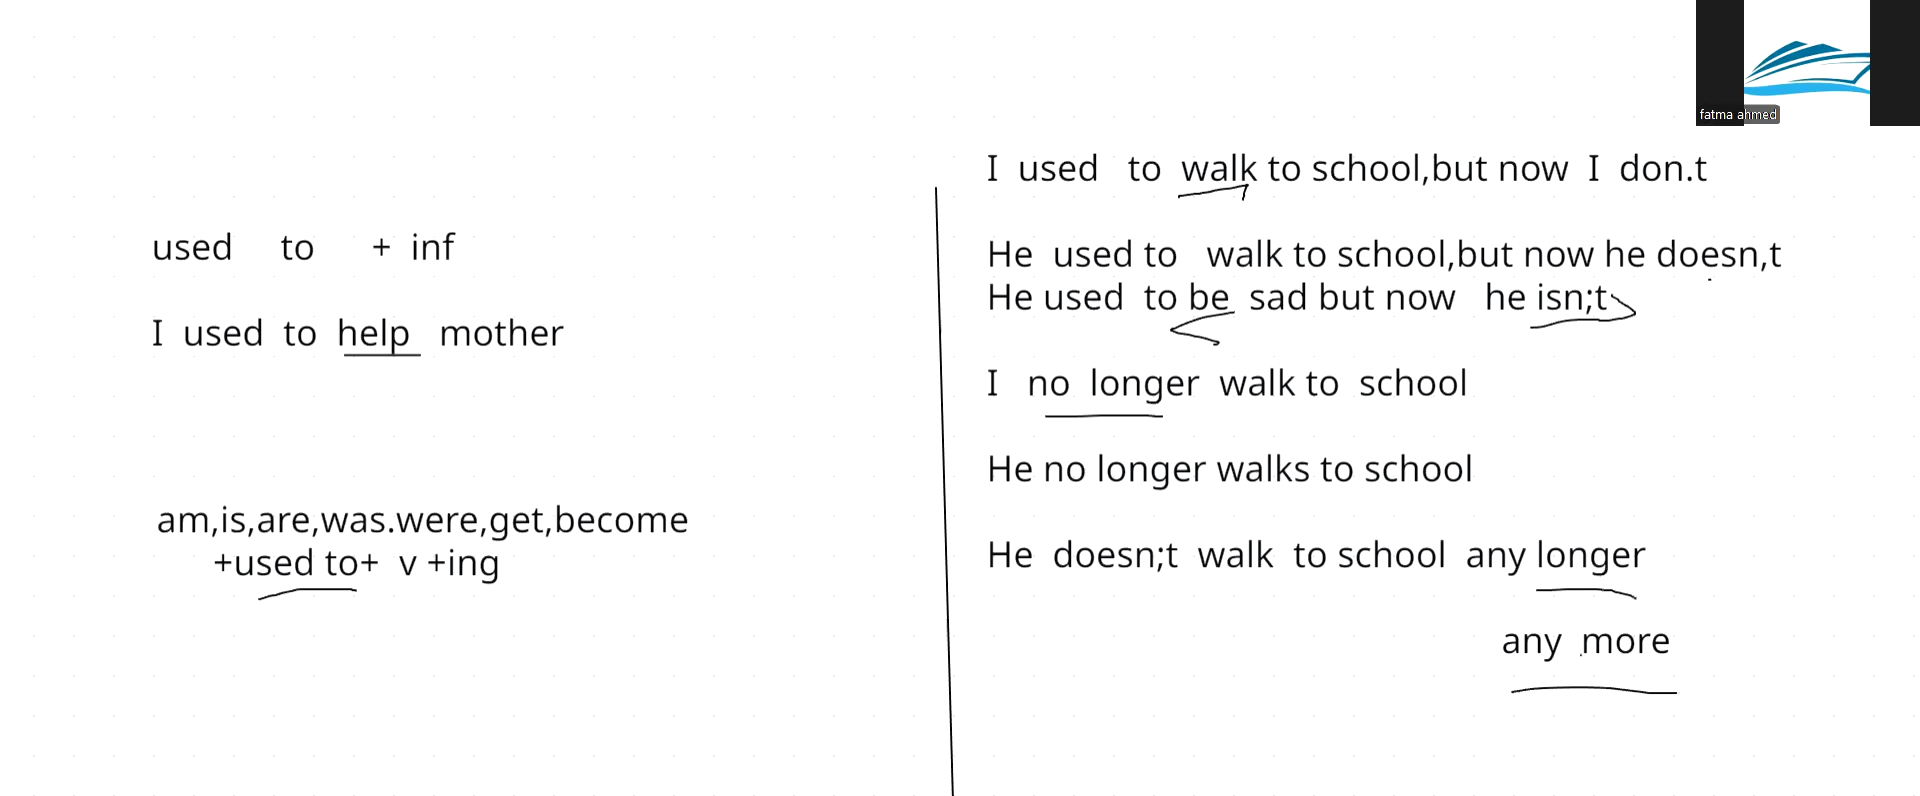 fatma ahmed
used to + inf
I used to help mother
am,is,are,was.were,get,become
+used to+ v +ing
I used to walk to school,but now I don.t
He used to walk to school,but now he doesn,t
He used to be sad but now he isn;t
I no longer walk to school
He no longer walks to school
He doesn;t walk to school any longer
any more